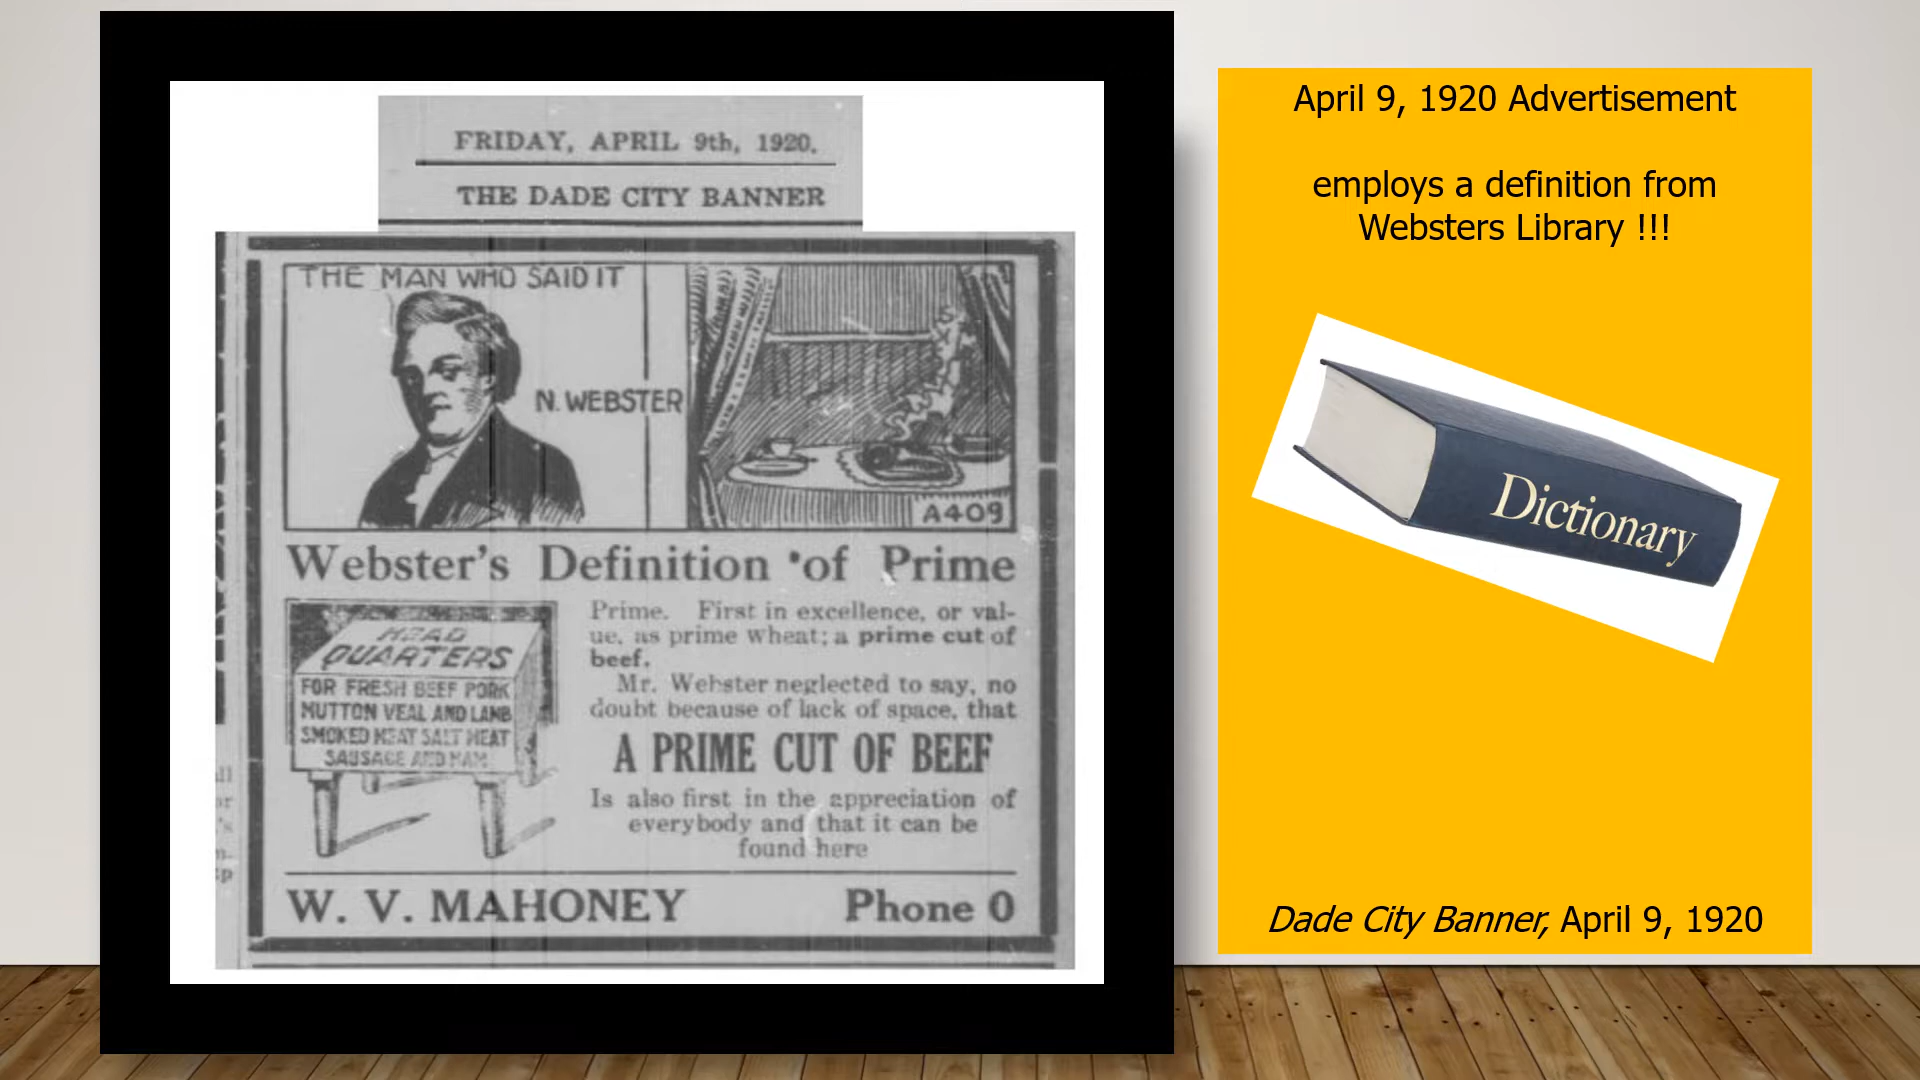 FRIDAY, APRIL 9th, 1920.
THE DADE CITY BANNER
THE MAN WHO SAID IT
N. WEBSTER
A409
Webster's Definition of Prime
HEAD
QUARTERS
FOR FRESH BEEF PORK
MUTTON VEAL AND LAMB
SMOKED MEAT SALT MEAT
SAUSAGE AND HAM
Prime. First in excellence, or val-
ue, as prime wheat; a prime cut of
beef.
Mr. Webster neglected to say, no
doubt because of lack of space, that
A PRIME CUT OF BEEF
Is also first in the appreciation of
everybody and that it can be
found here
W. V. MAHONEY Phone 0
April 9, 1920 Advertisement
employs a definition from
Websters Library !!!
Dictionary
Dade City Banner, April 9, 1920